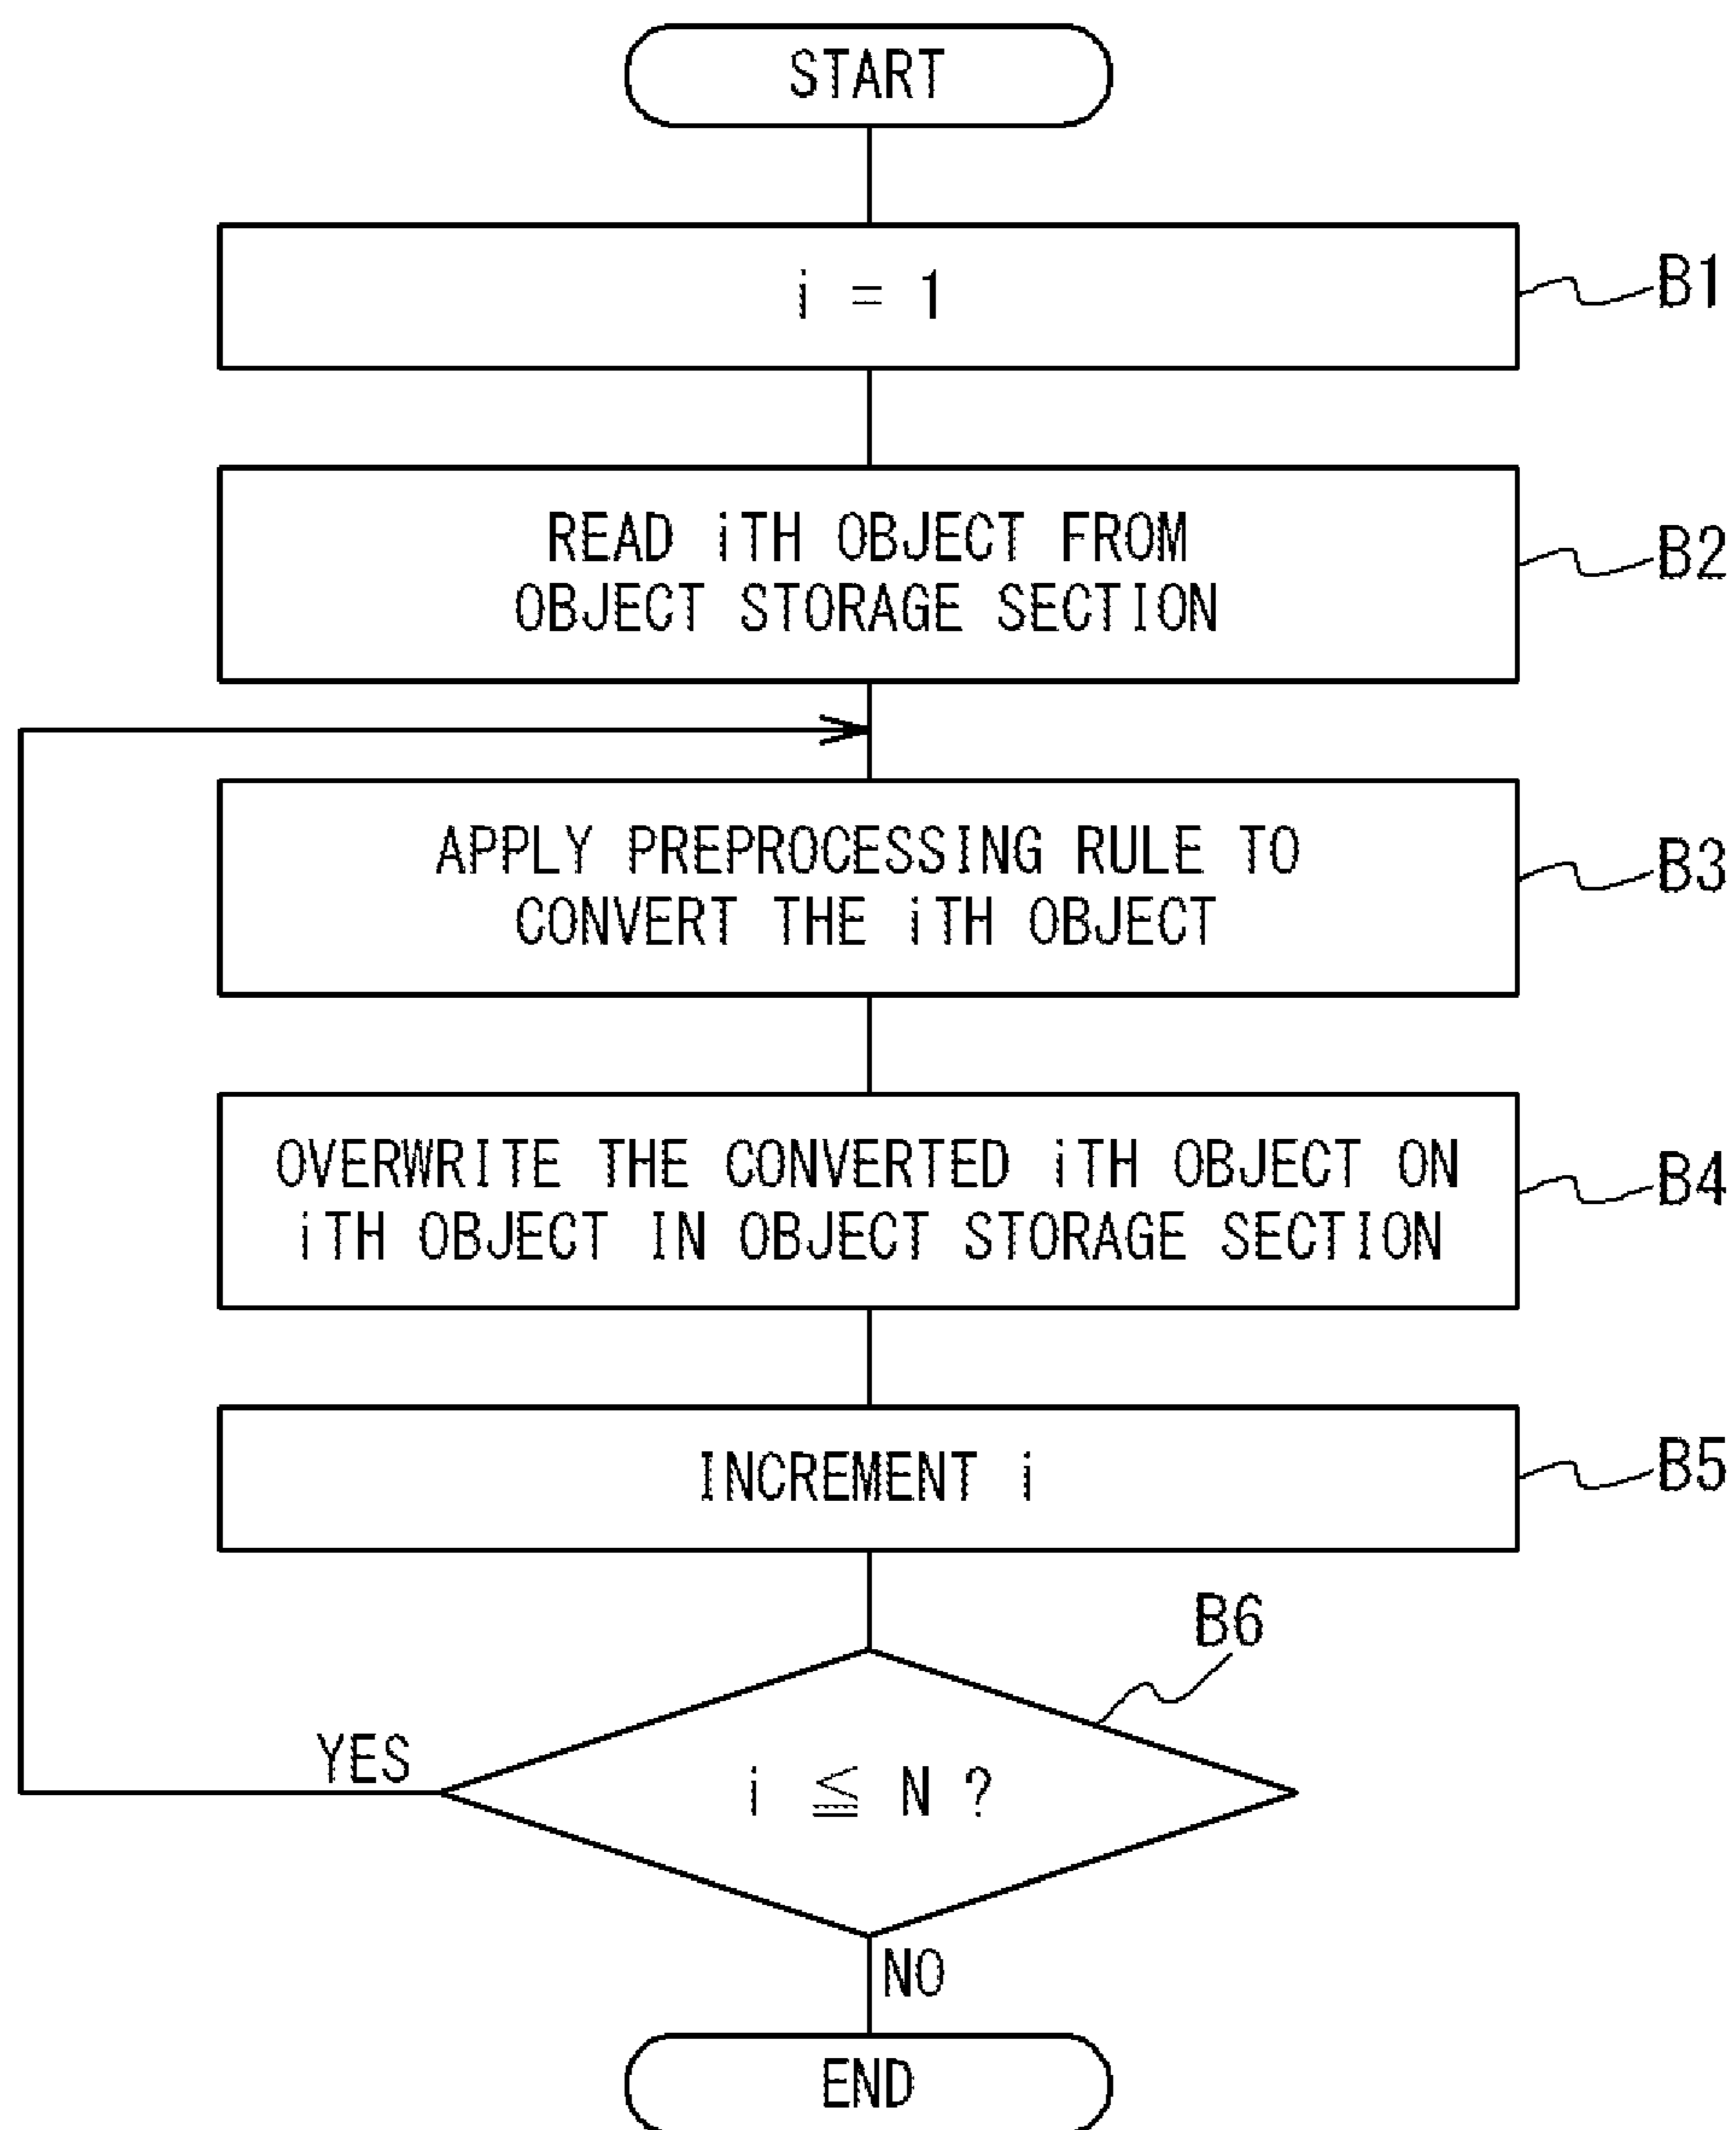 START
i = 1
B1
READ iTH OBJECT FROM
OBJECT STORAGE SECTION
B2
APPLY PREPROCESSING RULE TO
CONVERT THE iTH OBJECT
B3
OVERWRITE THE CONVERTED iTH OBJECT ON
iTH OBJECT IN OBJECT STORAGE SECTION
B4
INCREMENT i
B5
B6
YES
i ≦ N ?
NO
END